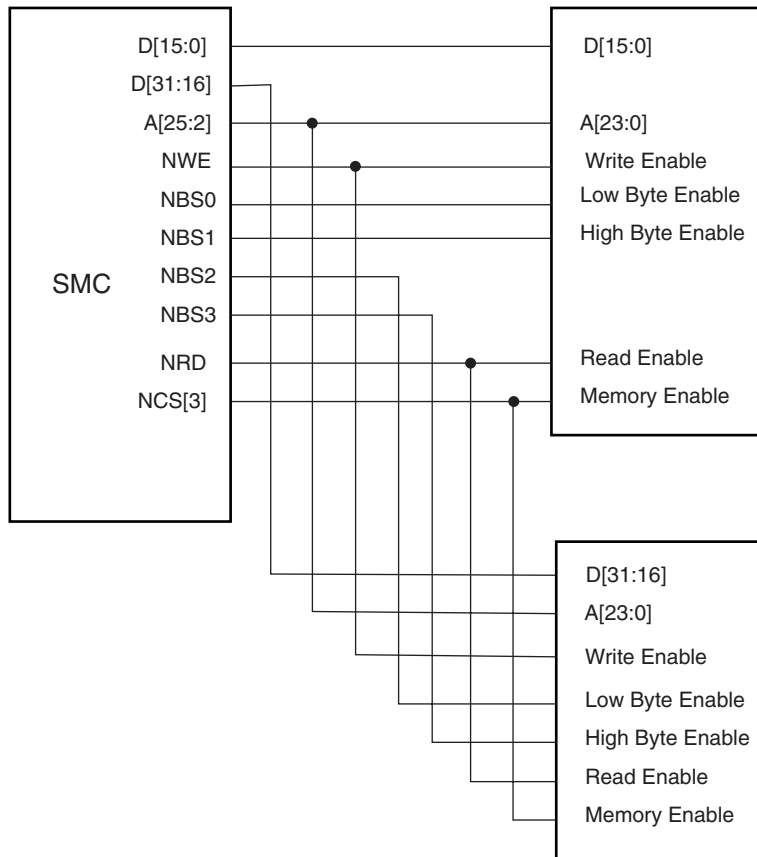 D[15:0]
D[31:16]
A[25:2]
NWE
NBS0
NBS1
NBS2
NBS3
NRD
NCS[3]
SMC
D[15:0]
A[23:0]
Write Enable
Low Byte Enable
High Byte Enable
Read Enable
Memory Enable
D[31:16]
A[23:0]
Write Enable
Low Byte Enable
High Byte Enable
Read Enable
Memory Enable